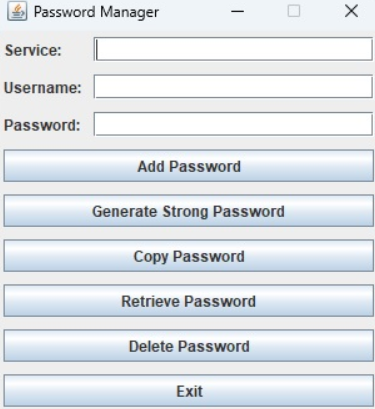 Password Manager
Service:
Username:
Password:
Add Password
Generate Strong Password
Copy Password
Retrieve Password
Delete Password
Exit